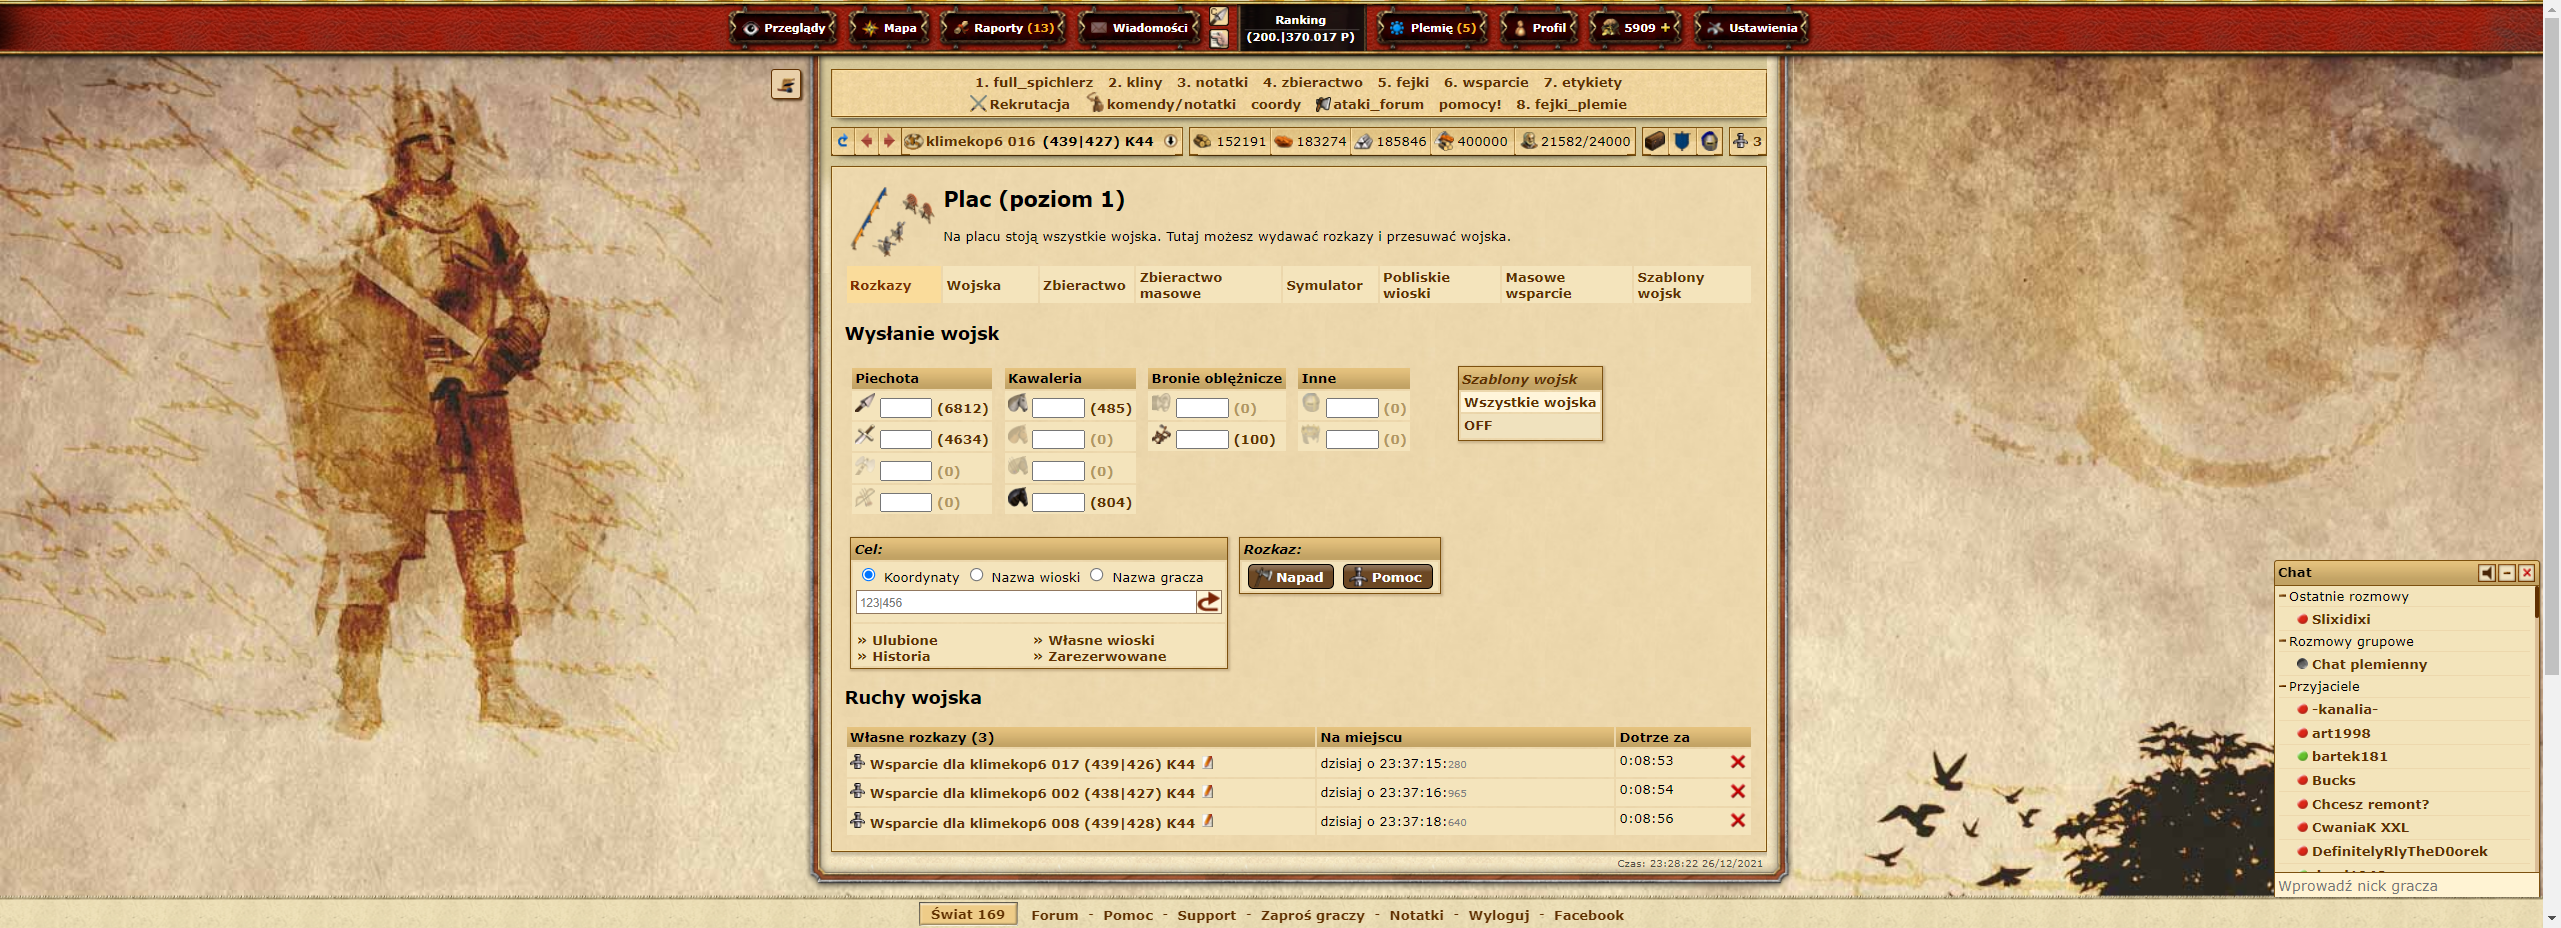 Przeglądy Mapa Raporty (13) Wiadomości Ranking (200.|370.017 P) Plemię (5) Profil 5909 + Ustawienia
1. full_spichlerz 2. kliny 3. notatki 4. zbieractwo 5. fejki 6. wsparcie 7. etykiety
Rekrutacja komendy/notatki coordy ataki_forum pomocy! 8. fejki_plemie
klimekop6 016 (439|427) K44 152191 183274 185846 400000 21582/24000 3
Plac (poziom 1)
Na placu stoją wszystkie wojska. Tutaj możesz wydawać rozkazy i przesuwać wojska.
Rozkazy Wojska Zbieractwo Zbieractwo masowe Symulator Pobliskie wioski Masowe wsparcie Szablony wojsk
Wysłanie wojsk
Piechota Kawaleria Bronie oblężnicze Inne
(6812) (485) (0) (0)
(4634) (0) (100) (0)
(0) (0)
(0) (804)
Szablony wojsk
Wszystkie wojska
OFF
Cel:
Koordynaty Nazwa wioski Nazwa gracza
123|456
» Ulubione » Własne wioski
» Historia » Zarezerwowane
Rozkaz:
Napad Pomoc
Ruchy wojska
Własne rozkazy (3) Na miejscu Dotrze za
Wsparcie dla klimekop6 017 (439|426) K44 dzisiaj o 23:37:15:280 0:08:53
Wsparcie dla klimekop6 002 (438|427) K44 dzisiaj o 23:37:16:965 0:08:54
Wsparcie dla klimekop6 008 (439|428) K44 dzisiaj o 23:37:18:640 0:08:56
Czas: 23:28:22 26/12/2021
Chat
Ostatnie rozmowy
Slixidixi
Rozmowy grupowe
Chat plemienny
Przyjaciele
-kanalia-
art1998
bartek181
Bucks
Chcesz remont?
CwaniaK XXL
DefinitelyRlyTheD0orek
Wprowadź nick gracza
Świat 169 Forum - Pomoc - Support - Zaproś graczy - Notatki - Wyloguj - Facebook